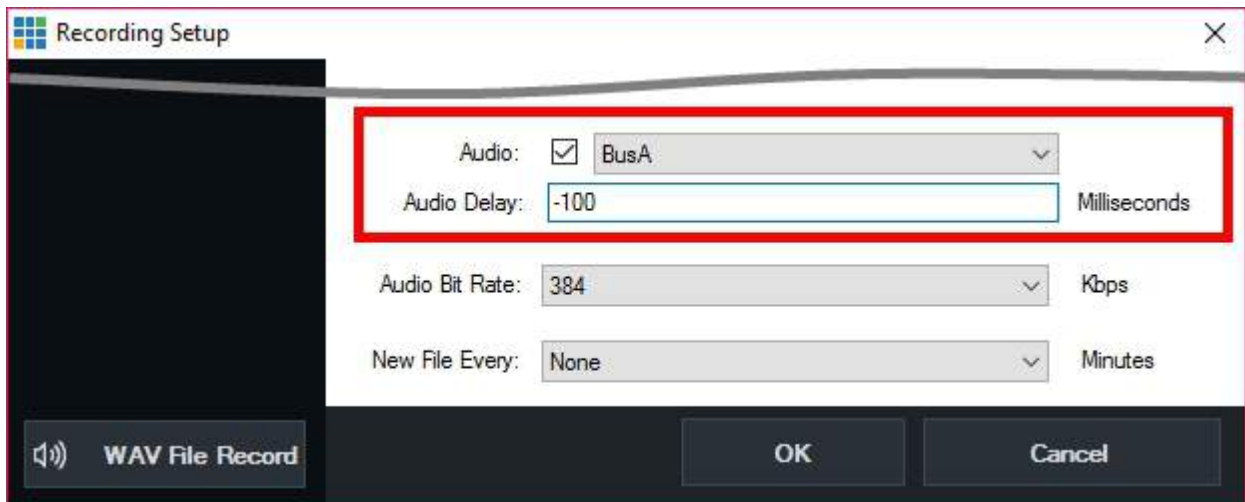 Recording Setup
Audio: BusA
Audio Delay: -100 Milliseconds
Audio Bit Rate: 384 Kbps
New File Every: None Minutes
WAV File Record OK Cancel